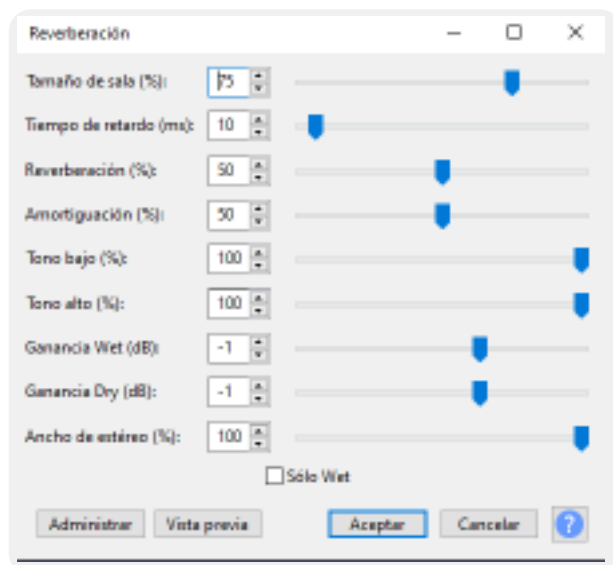 Reverberación
Tamaño de sala (%): 75
Tiempo de retardo (ms): 10
Reverberación (%): 50
Amortiguación (%): 50
Tono bajo (%): 100
Tono alto (%): 100
Ganancia Wet (dB): -1
Ganancia Dry (dB): -1
Ancho de estéreo (%): 100
Sólo Wet
Administrar Vista previa Aceptar Cancelar ?